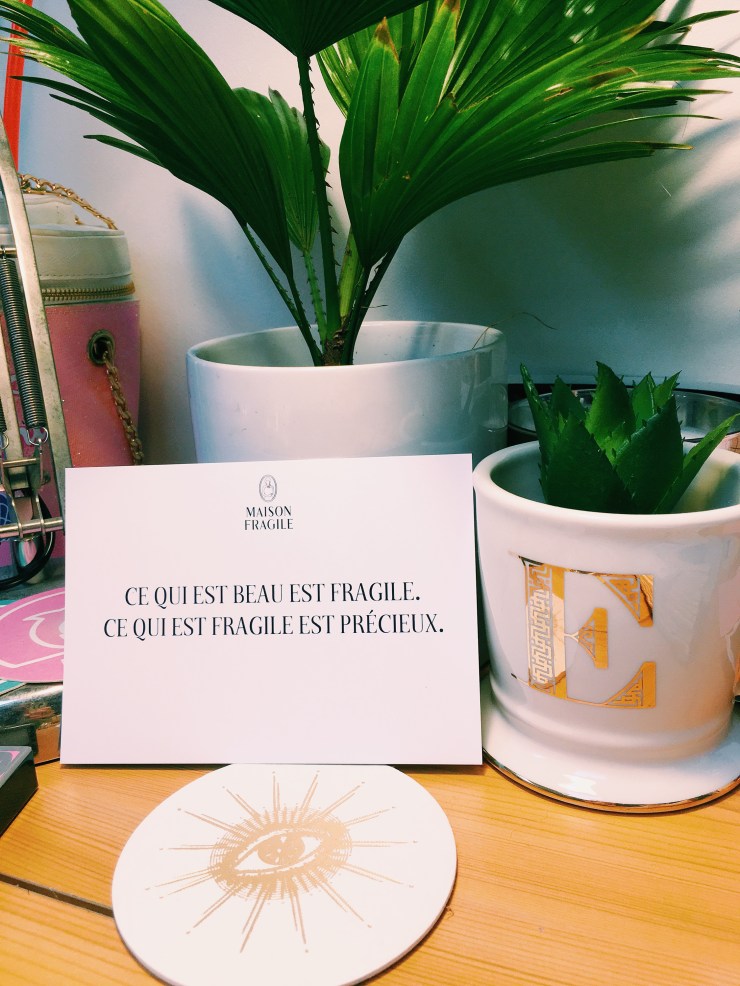 MAISON
FRAGILE
CE QUI EST BEAU EST FRAGILE.
CE QUI EST FRAGILE EST PRÉCIEUX.
E